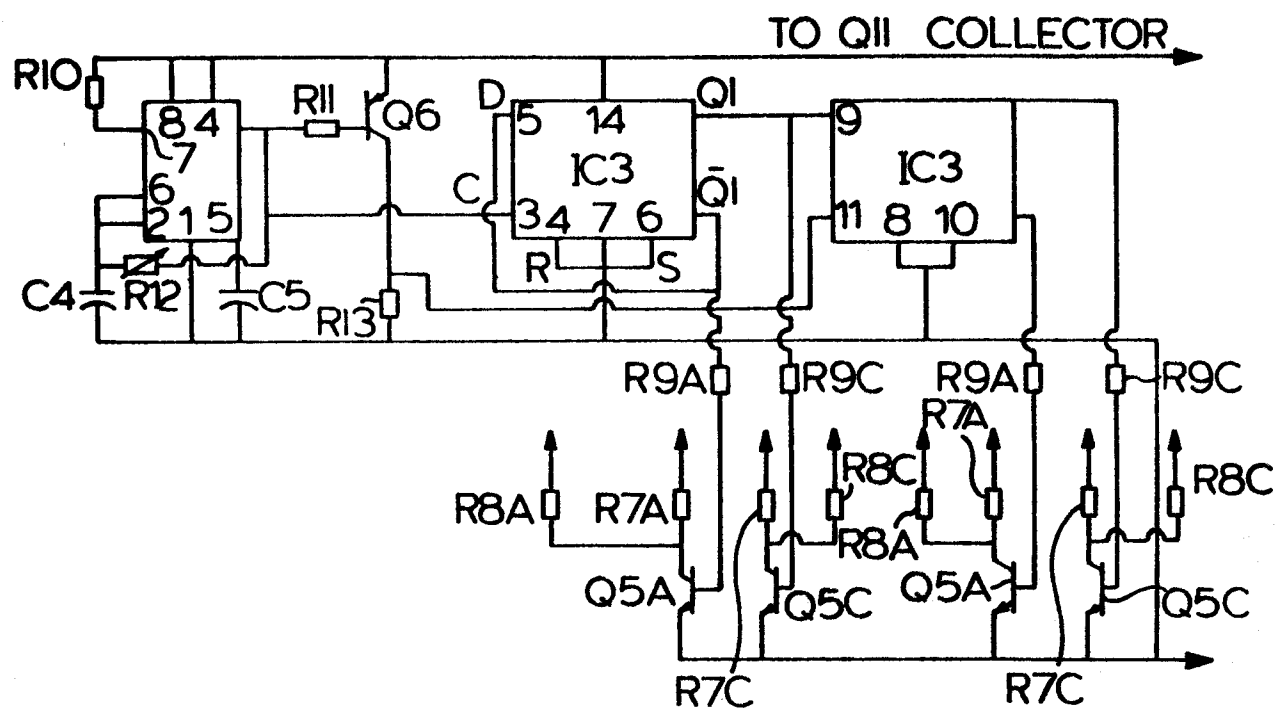 TO Q11 COLLECTOR
R10
8 4
7
6
2 1 5
R11
Q6
C4
R12
C5
R13
D
C
5 14
IC3
3 4 7 6
R S
Q1
Q̄1
9
IC3
11 8 10
R9A
R9C
R9A
R9C
R7A
R8A
R7A
R8C
R8A
R8C
Q5A
Q5C
Q5A
Q5C
R7C
R7C